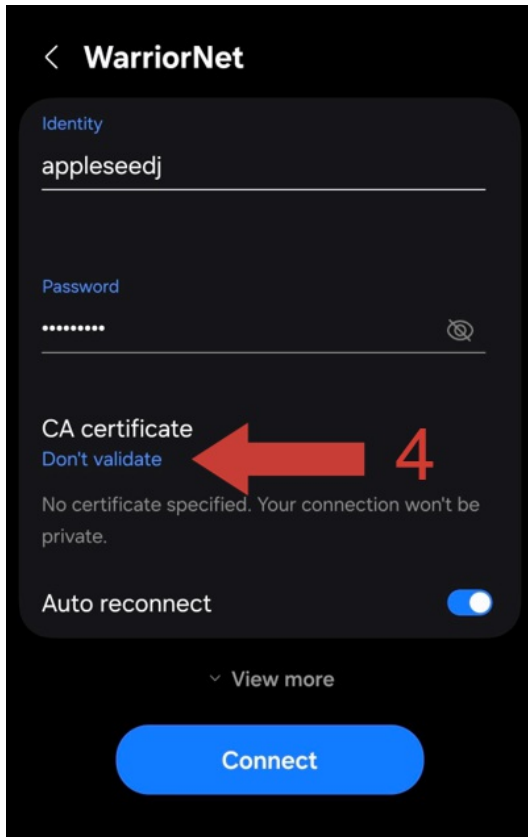 WarriorNet
Identity
appleseedj
Password
•••••••••
CA certificate
Don't validate
4
No certificate specified. Your connection won't be
private.
Auto reconnect
View more
Connect